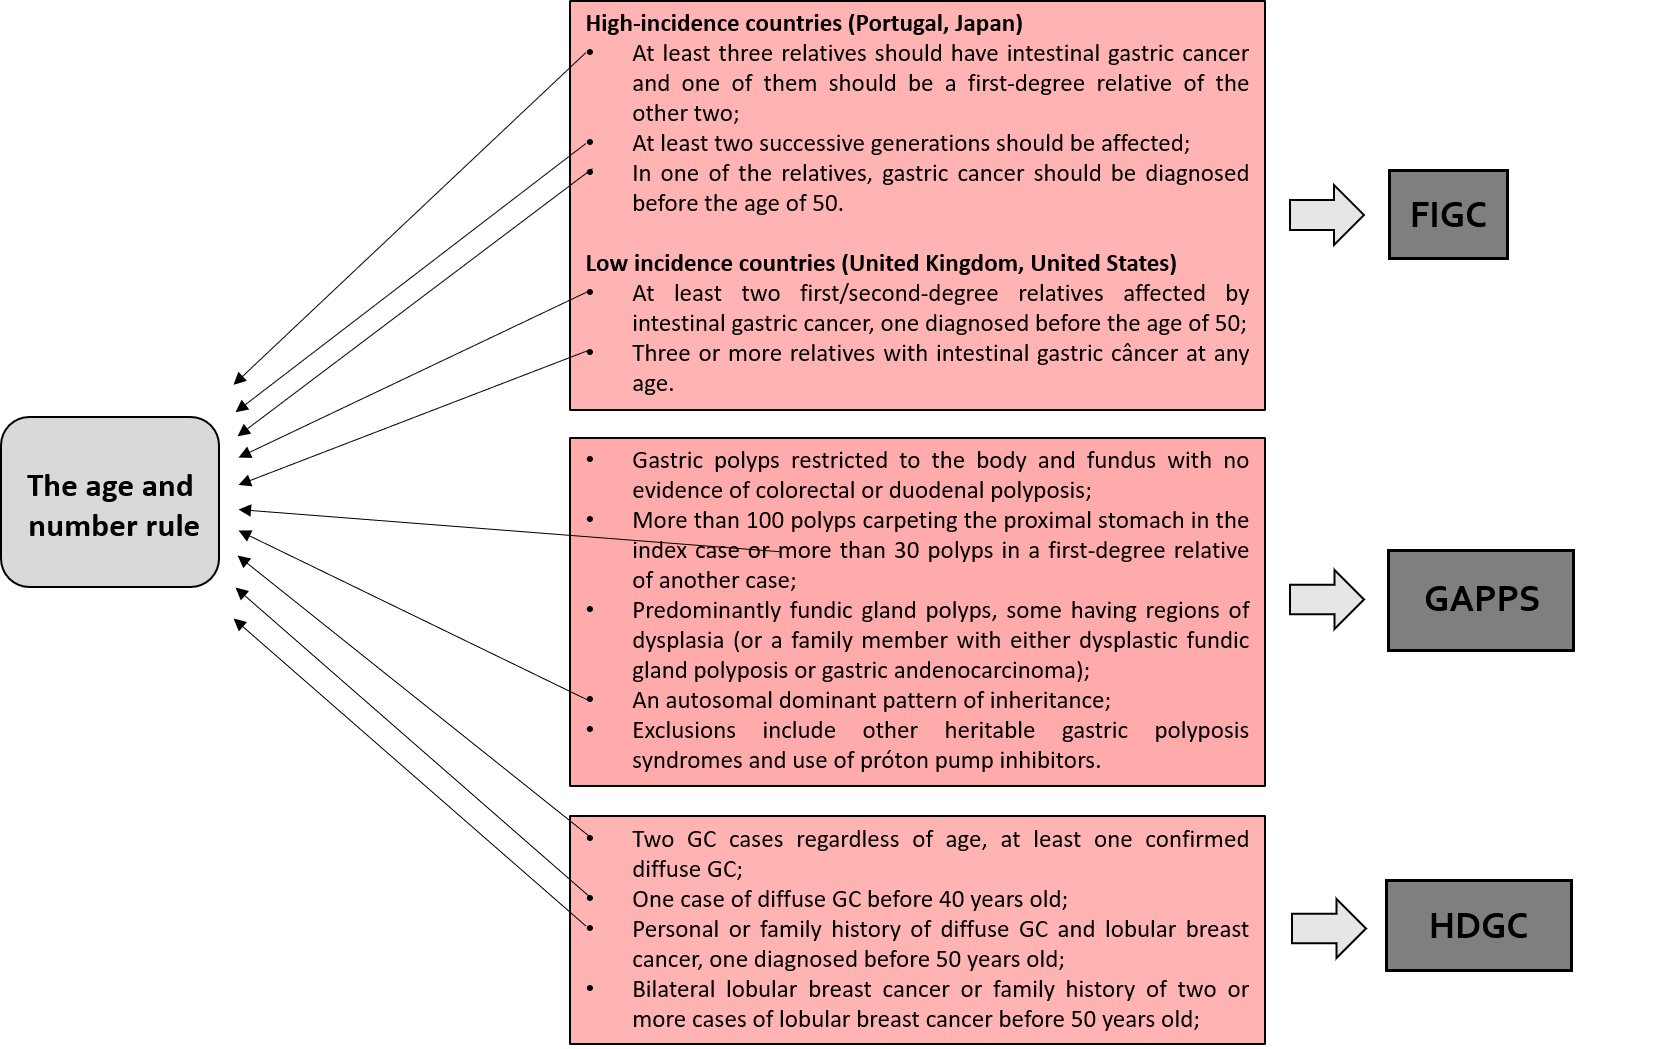 High-incidence countries (Portugal, Japan)
• At least three relatives should have intestinal gastric cancer
and one of them should be a first-degree relative of the
other two;
• At least two successive generations should be affected;
• In one of the relatives, gastric cancer should be diagnosed
before the age of 50.
Low incidence countries (United Kingdom, United States)
• At least two first/second-degree relatives affected by
intestinal gastric cancer, one diagnosed before the age of 50;
• Three or more relatives with intestinal gastric câncer at any
age.
FIGC
The age and
number rule
• Gastric polyps restricted to the body and fundus with no
evidence of colorectal or duodenal polyposis;
• More than 100 polyps carpeting the proximal stomach in the
index case or more than 30 polyps in a first-degree relative
of another case;
• Predominantly fundic gland polyps, some having regions of
dysplasia (or a family member with either dysplastic fundic
gland polyposis or gastric andenocarcinoma);
• An autosomal dominant pattern of inheritance;
• Exclusions include other heritable gastric polyposis
syndromes and use of próton pump inhibitors.
GAPPS
• Two GC cases regardless of age, at least one confirmed
diffuse GC;
• One case of diffuse GC before 40 years old;
• Personal or family history of diffuse GC and lobular breast
cancer, one diagnosed before 50 years old;
• Bilateral lobular breast cancer or family history of two or
more cases of lobular breast cancer before 50 years old;
HDGC